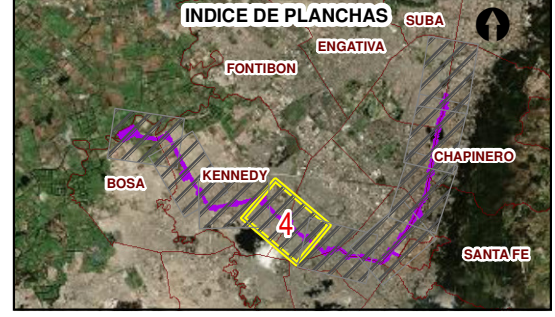 INDICE DE PLANCHAS
SUBA
ENGATIVA
FONTIBON
CHAPINERO
KENNEDY
BOSA
4
SANTA FE